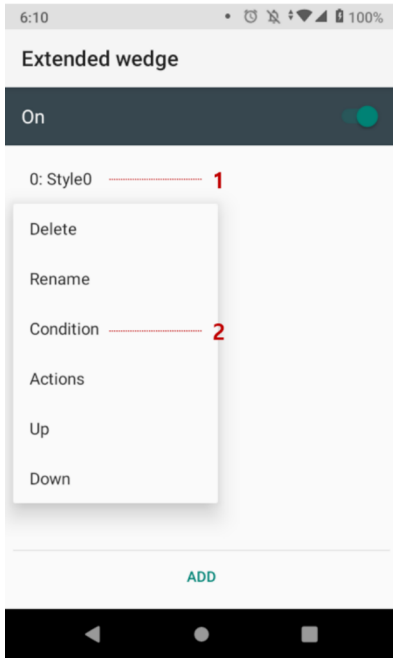 6:10
100%
Extended wedge
On
0: Style0
1
Delete
Rename
Condition
2
Actions
Up
Down
ADD